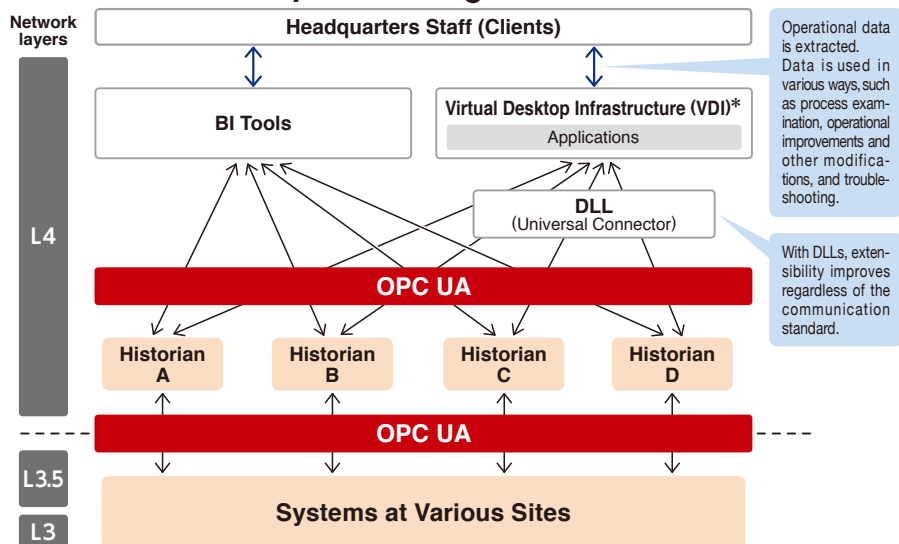 Network
layers
Headquarters Staff (Clients)
Operational data
is extracted.
Data is used in
various ways, such
as process exam-
ination, operational
improvements and
other modifica-
tions, and trouble-
shooting.
BI Tools
Virtual Desktop Infrastructure (VDI)*
Applications
DLL
(Universal Connector)
L4
With DLLs, exten-
sibility improves
regardless of the
communication
standard.
OPC UA
Historian
A
Historian
B
Historian
C
Historian
D
OPC UA
L3.5
Systems at Various Sites
L3